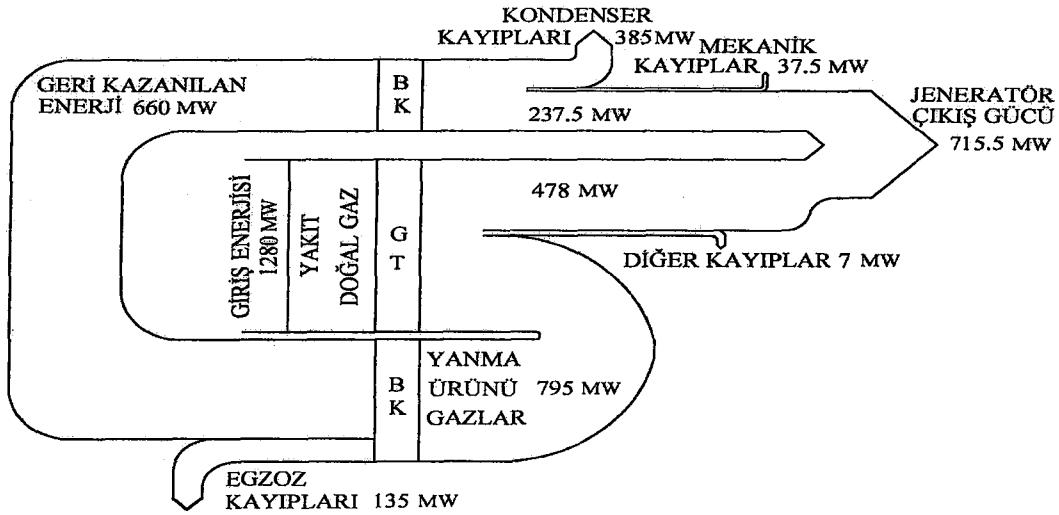 KONDENSER
KAYIPLARI 385MW
MEKANİK
KAYIPLAR 37.5 MW
GERİ KAZANILAN
ENERJİ 660 MW
B
K
237.5 MW
JENERATÖR
ÇIKIŞ GÜCÜ
715.5 MW
GİRİŞ ENERJİSİ
1280 MW
YAKIT
DOĞAL GAZ
G
T
478 MW
DİĞER KAYIPLAR 7 MW
B
K
YANMA
ÜRÜNÜ 795 MW
GAZLAR
EGZOZ
KAYIPLARI 135 MW